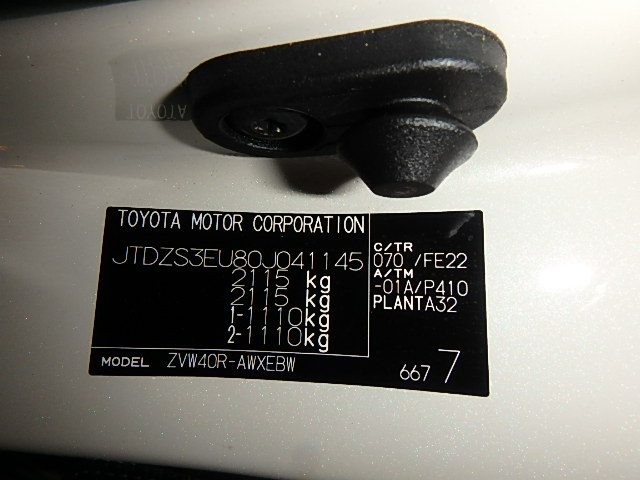 TOYOTA MOTOR CORPORATION
JTDZS3EU80J041145
2115 kg
2115 kg
1-1110kg
2-1110kg
C/TR
070 /FE22
A/TM
-01A/P410
PLANTA32
MODEL ZVW40R-AWXEBW
667 7
TOYOTA